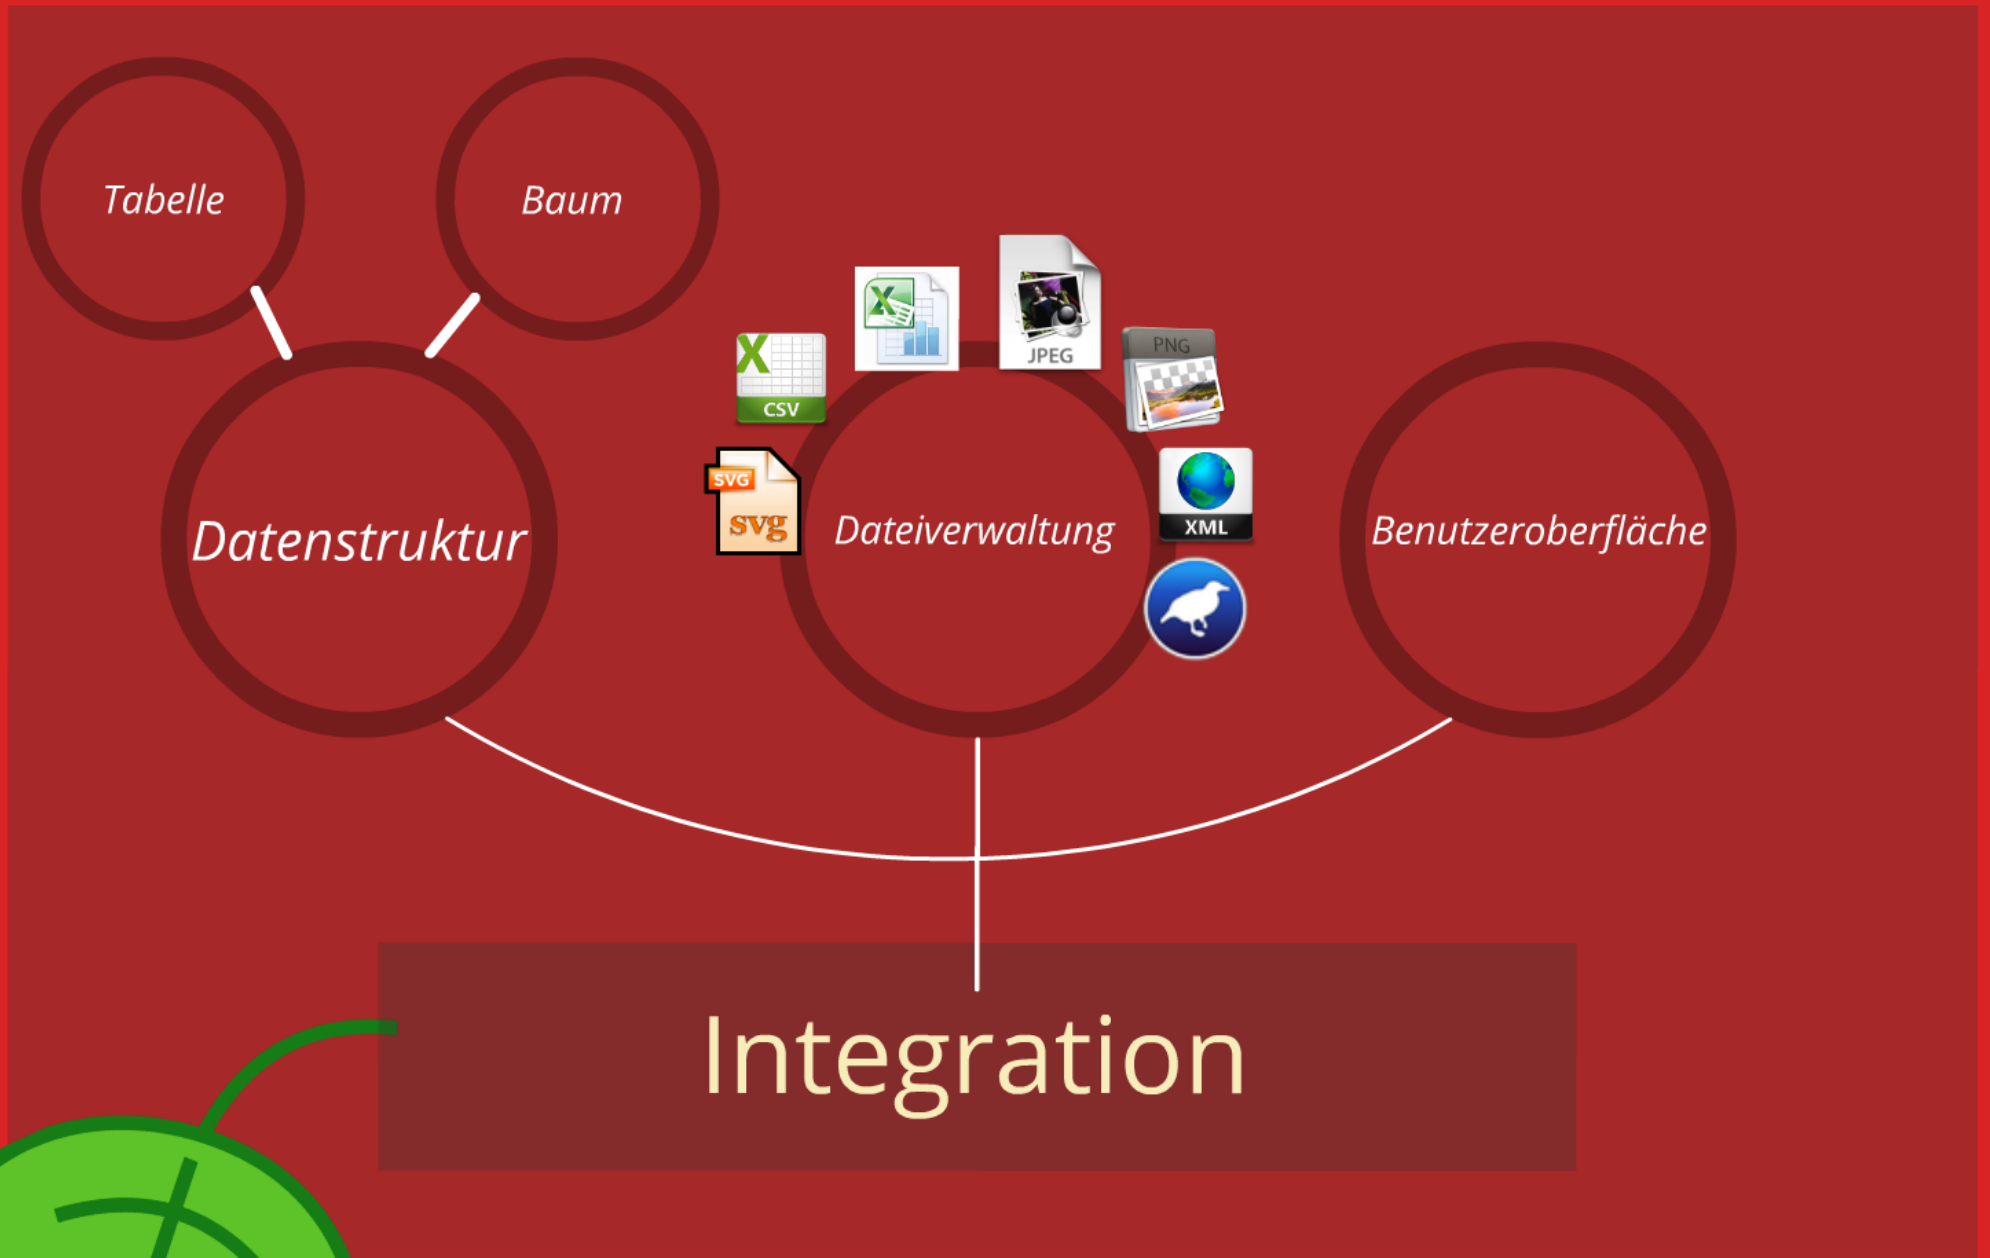 Tabelle
Baum
JPEG
PNG
X
CSV
X
SVG
svg
XML
Datenstruktur
Dateiverwaltung
Benutzeroberfläche
Integration